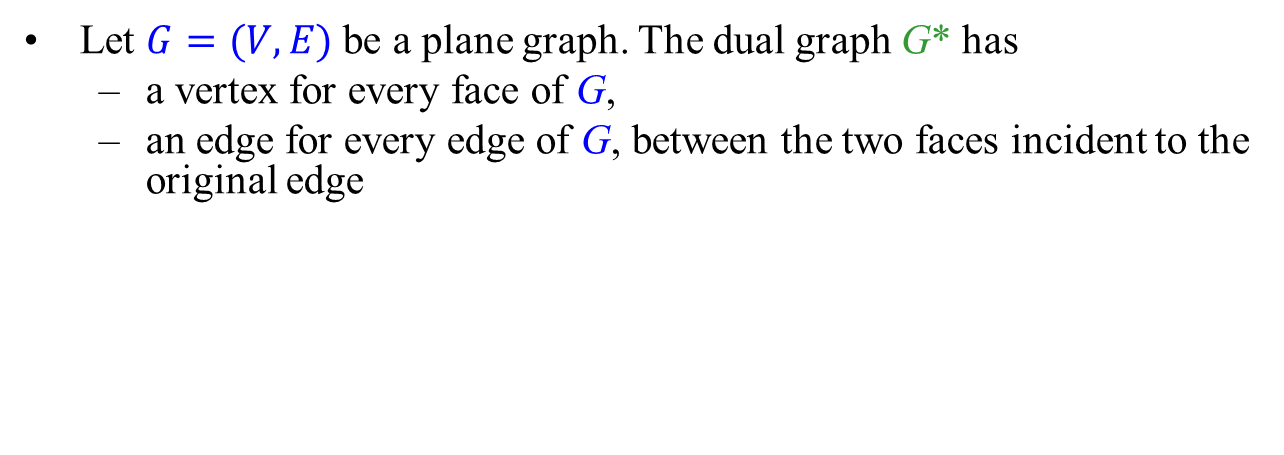 • Let G = (V, E) be a plane graph. The dual graph G* has
– a vertex for every face of G,
– an edge for every edge of G, between the two faces incident to the
original edge